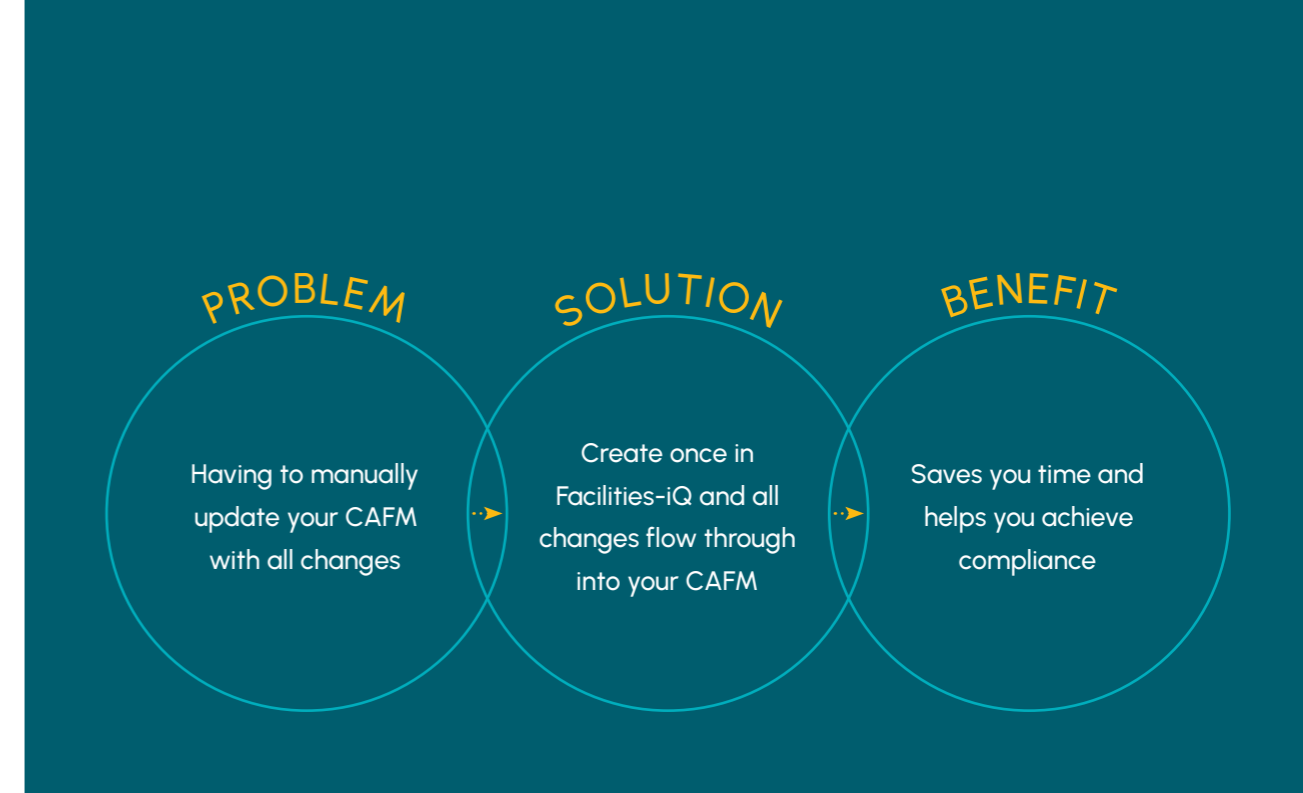 PROBLEM
Having to manually
update your CAFM
with all changes
SOLUTION
Create once in
Facilities-iQ and all
changes flow through
into your CAFM
BENEFIT
Saves you time and
helps you achieve
compliance